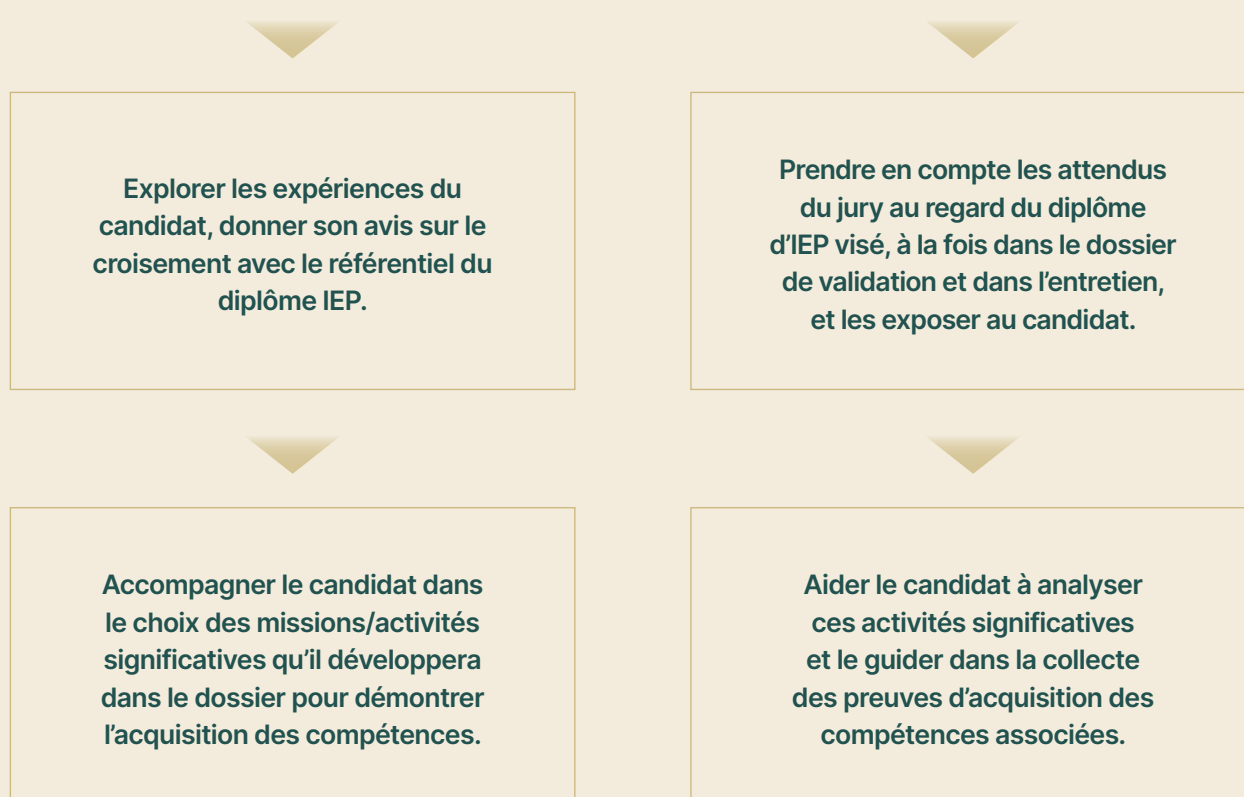 Explorer les expériences du
candidat, donner son avis sur le
croisement avec le référentiel du
diplôme IEP.
Prendre en compte les attendus
du jury au regard du diplôme
d’IEP visé, à la fois dans le dossier
de validation et dans l’entretien,
et les exposer au candidat.
Accompagner le candidat dans
le choix des missions/activités
significatives qu’il développera
dans le dossier pour démontrer
l’acquisition des compétences.
Aider le candidat à analyser
ces activités significatives
et le guider dans la collecte
des preuves d’acquisition des
compétences associées.